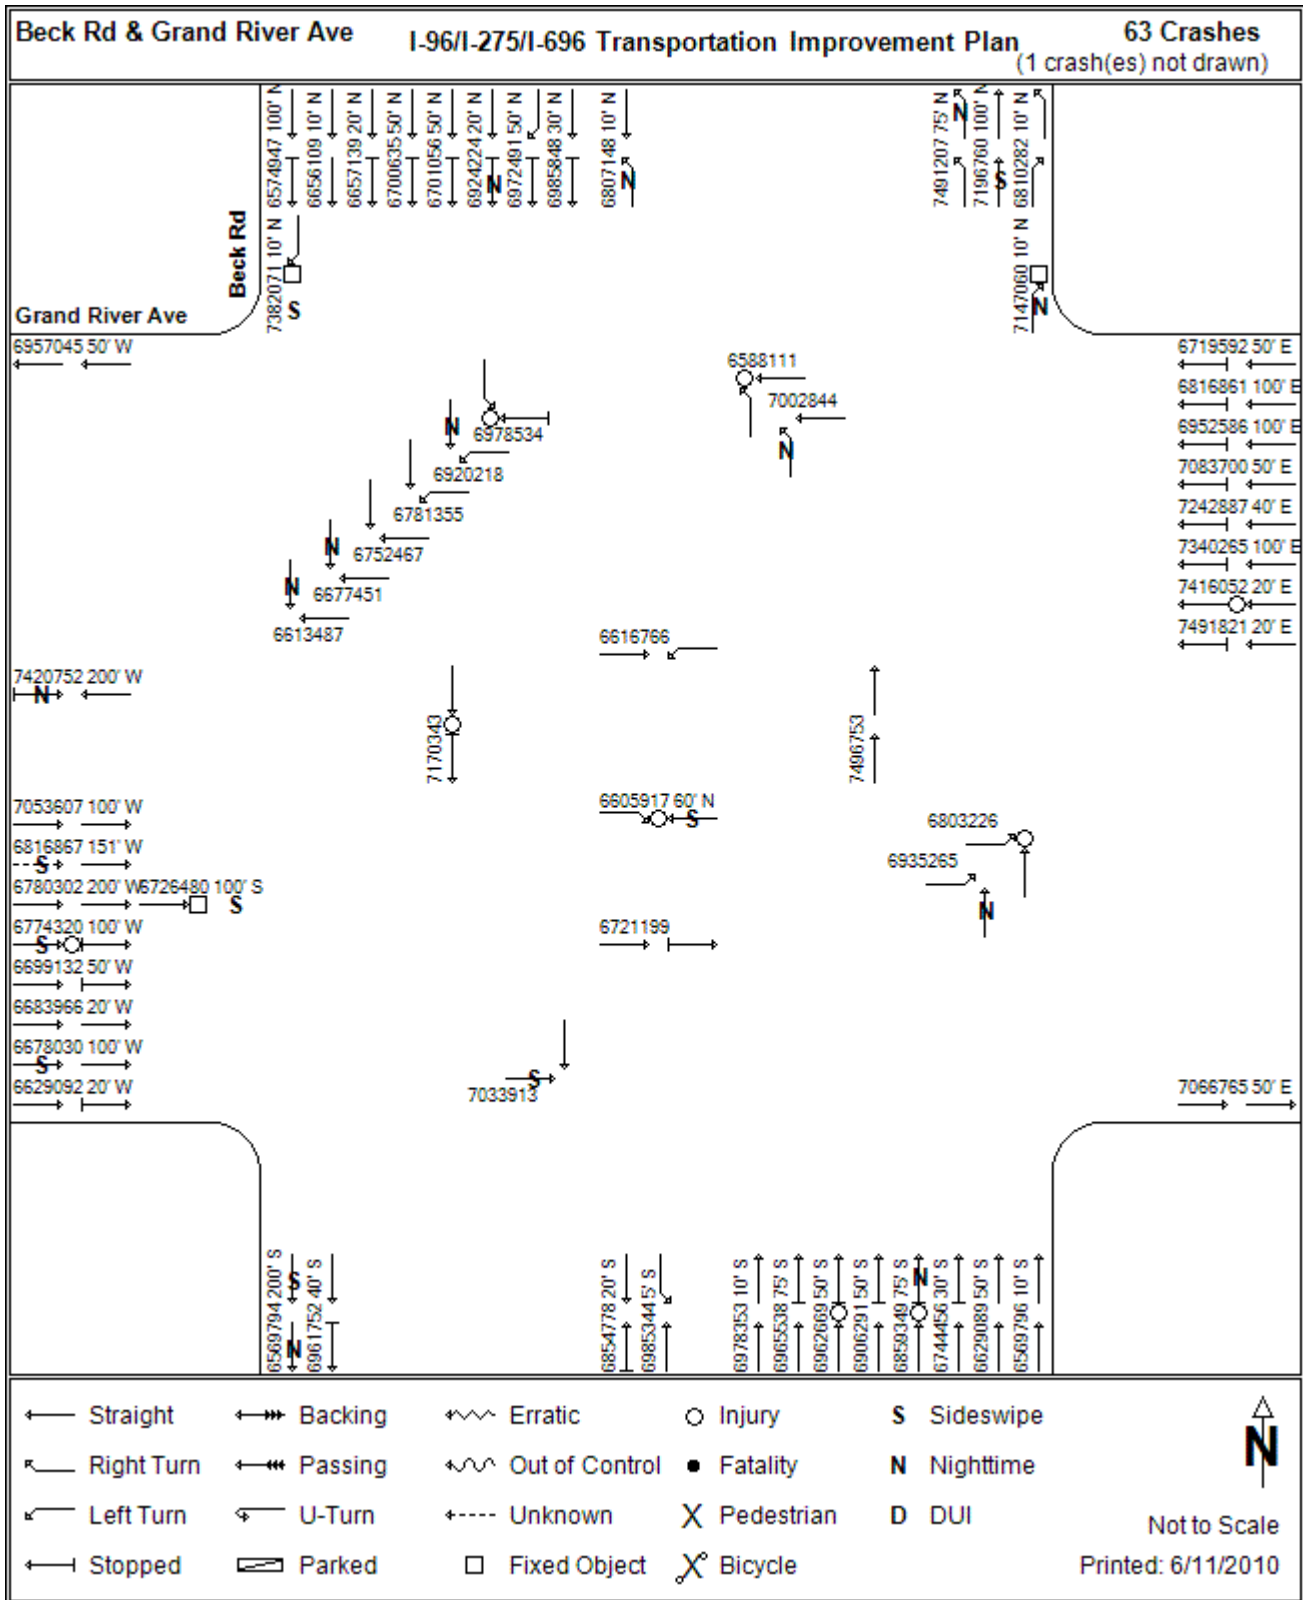 Beck Rd & Grand River Ave
I-96/I-275/I-696 Transportation Improvement Plan
63 Crashes
(1 crash(es) not drawn)
6574947 100' N
6656109 10' N
6657139 20' N
6700635 50' N
6701056 50' N
6924224 20' N
N
6972491 50' N
6985848 30' N
6807148 10' N
N
7491207 75' N
N
7196760 100' N
S
6810282 10' N
Beck Rd
7382071 10' N
S
7147060 10' N
N
Grand River Ave
6957045 50' W
6719592 50' E
6816861 100' E
6952586 100' E
7083700 50' E
7242887 40' E
7340265 100' E
7416052 20' E
7491821 20' E
6588111
7002844
N
6978534
N
6920218
6781355
6752467
N
6677451
N
6613487
6616766
7420752 200' W
N
7170343
7496753
6605917 60' N
S
6803226
6935265
N
7053607 100' W
6816867 151' W
S
6780302 200' W
6726480 100' S
S
6774320 100' W
S
6721199
6699132 50' W
6683966 20' W
6678030 100' W
S
6629092 20' W
S
7033913
7066765 50' E
6569794 200' S
S
N
6961752 40' S
6854778 20' S
6985344 5' S
6978353 10' S
6965538 75' S
6962669 50' S
6906291 50' S
6859349 75' S
N
6744456 30' S
6629089 50' S
6569796 10' S
Straight
Backing
Erratic
Injury
S Sideswipe
Right Turn
Passing
Out of Control
Fatality
N Nighttime
Left Turn
U-Turn
Unknown
Pedestrian
D DUI
Stopped
Parked
Fixed Object
Bicycle
N
Not to Scale
Printed: 6/11/2010